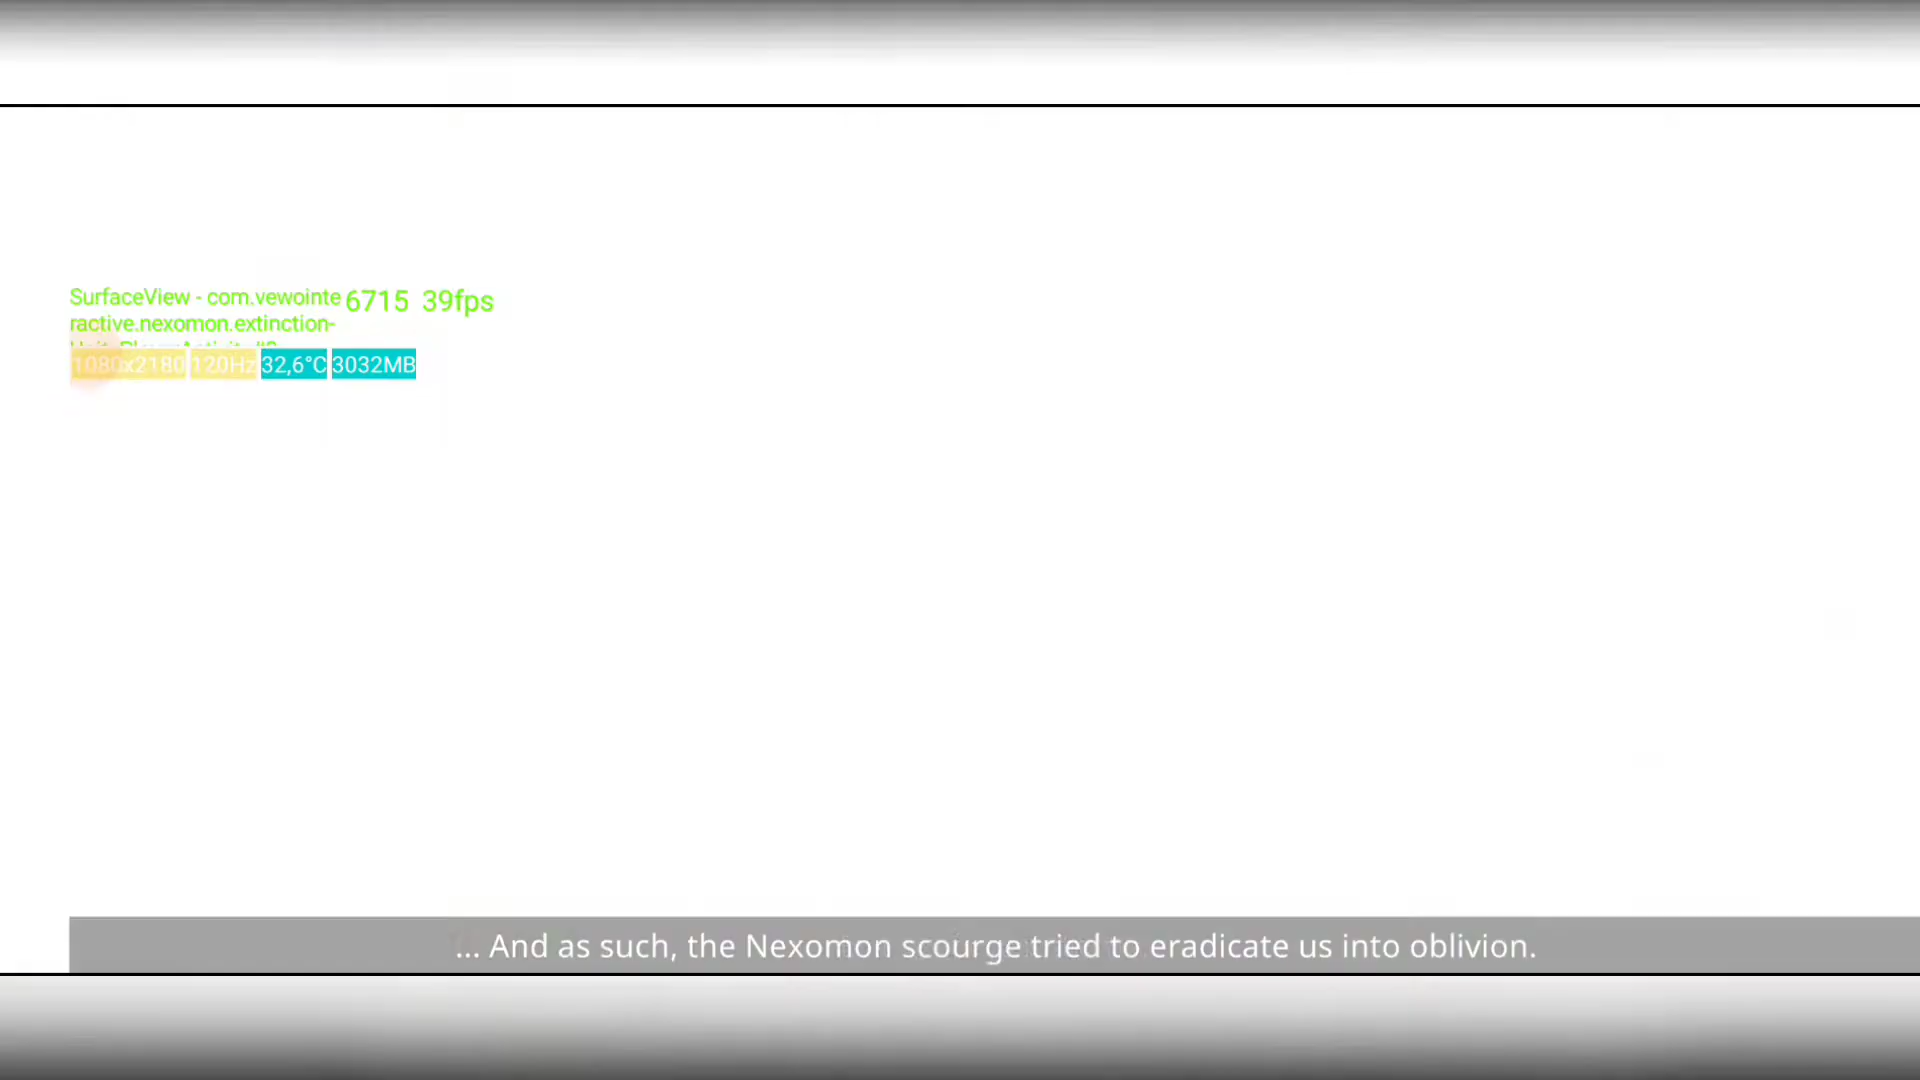 SurfaceView - com.vewointe 6715 39fps
ractive.nexomon.extinction-
1080x2180 120Hz 32,6°C 3032MB
... And as such, the Nexomon scourge tried to eradicate us into oblivion.